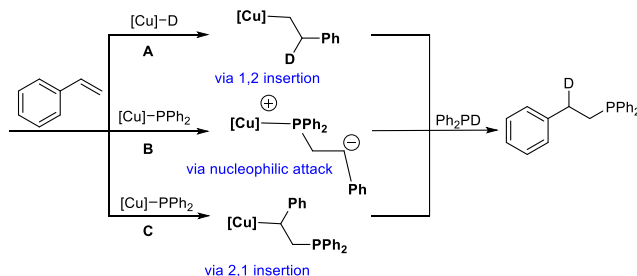 [Cu]–D
A
[Cu]
Ph
D
via 1,2 insertion
[Cu]–PPh2
B
⊕
[Cu]
PPh2
⊖
Ph
via nucleophilic attack
Ph2PD
D
PPh2
[Cu]–PPh2
C
Ph
[Cu]
PPh2
via 2,1 insertion